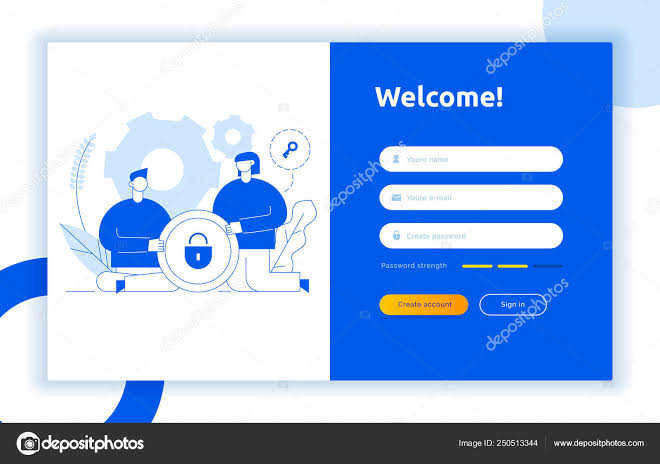 Welcome!
Youre name
Youre e-mail
Create password
Password strength
Create account
Sign in
depositphotos
Image ID: 250513344
www.depositphotos.com